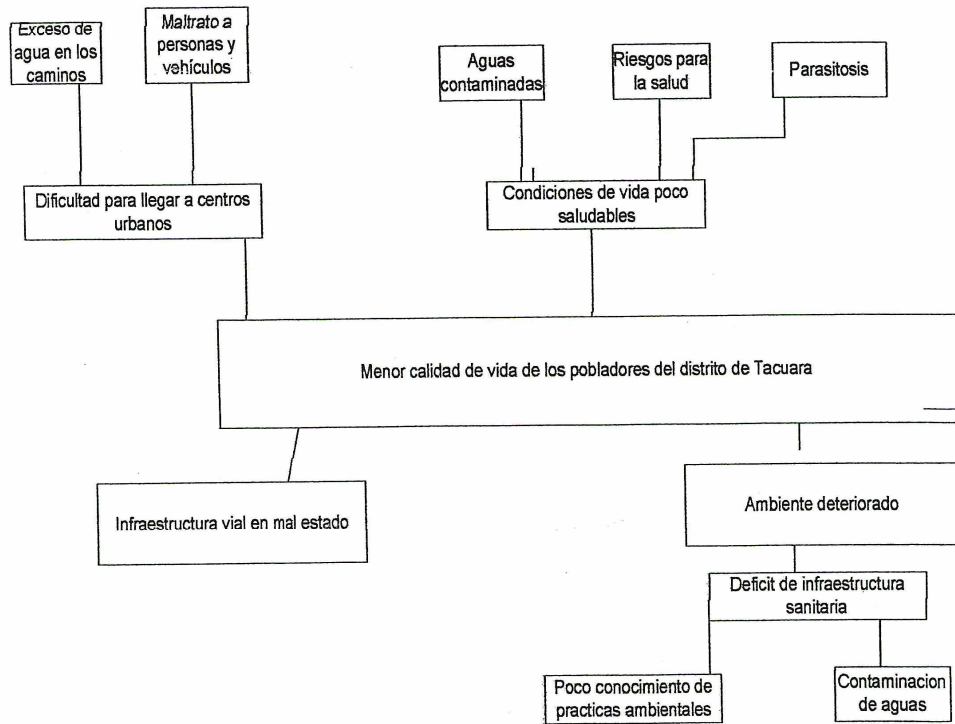 Exceso de
agua en los
caminos
Maltrato a
personas y
vehículos
Aguas
contaminadas
Riesgos para
la salud
Parasitosis
Dificultad para llegar a centros
urbanos
Condiciones de vida poco
saludables
Menor calidad de vida de los pobladores del distrito de Tacuara
Infraestructura vial en mal estado
Ambiente deteriorado
Deficit de infraestructura
sanitaria
Poco conocimiento de
practicas ambientales
Contaminacion
de aguas